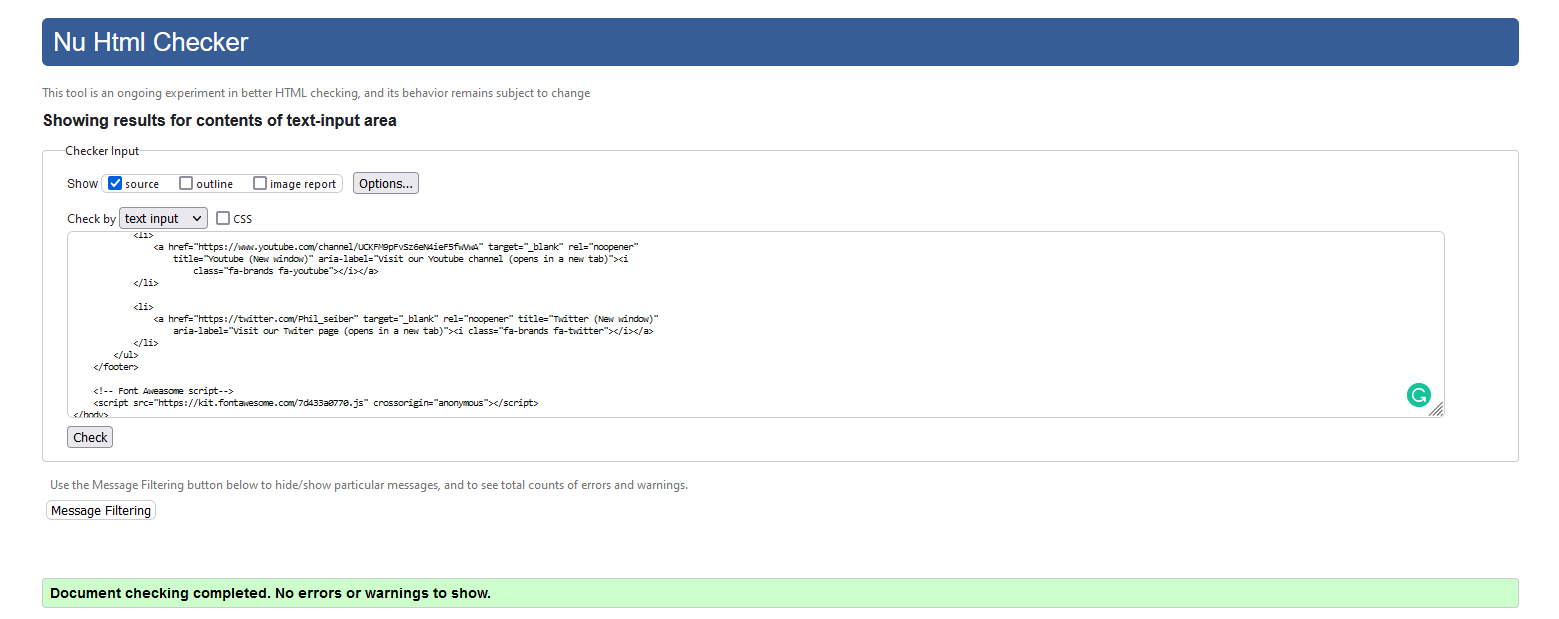 Nu Html Checker
This tool is an ongoing experiment in better HTML checking, and its behavior remains subject to change
Showing results for contents of text-input area
Checker Input
Show source outline image report Options...
Check by text input CSS
<li>
<a href="https://www.youtube.com/channel/UCKFM9pFvSz6eN4ieF5fwVwA" target="_blank" rel="noopener"
title="Youtube (New window)" aria-label="Visit our Youtube channel (opens in a new tab)"><i
class="fa-brands fa-youtube"></i></a>
</li>
<li>
<a href="https://twitter.com/Phil_seiber" target="_blank" rel="noopener" title="Twitter (New window)"
aria-label="Visit our Twiter page (opens in a new tab)"><i class="fa-brands fa-twitter"></i></a>
</li>
</ul>
</footer>
<!-- Font Aweasome script-->
<script src="https://kit.fontawesome.com/7d433a0770.js" crossorigin="anonymous"></script>
</body>
Check
Use the Message Filtering button below to hide/show particular messages, and to see total counts of errors and warnings.
Message Filtering
Document checking completed. No errors or warnings to show.